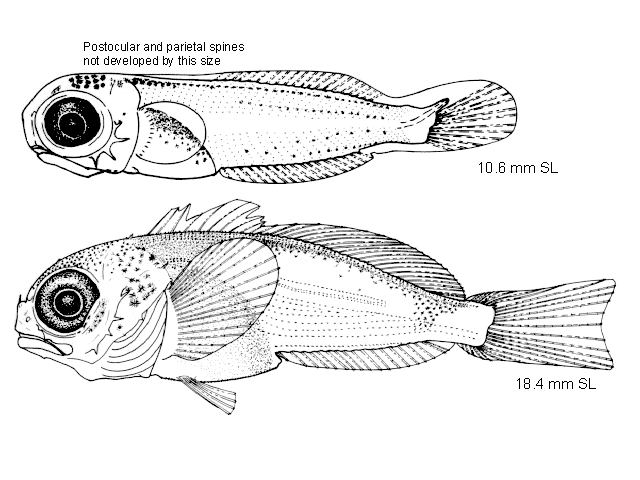 Postocular and parietal spines
not developed by this size
10.6 mm SL
18.4 mm SL